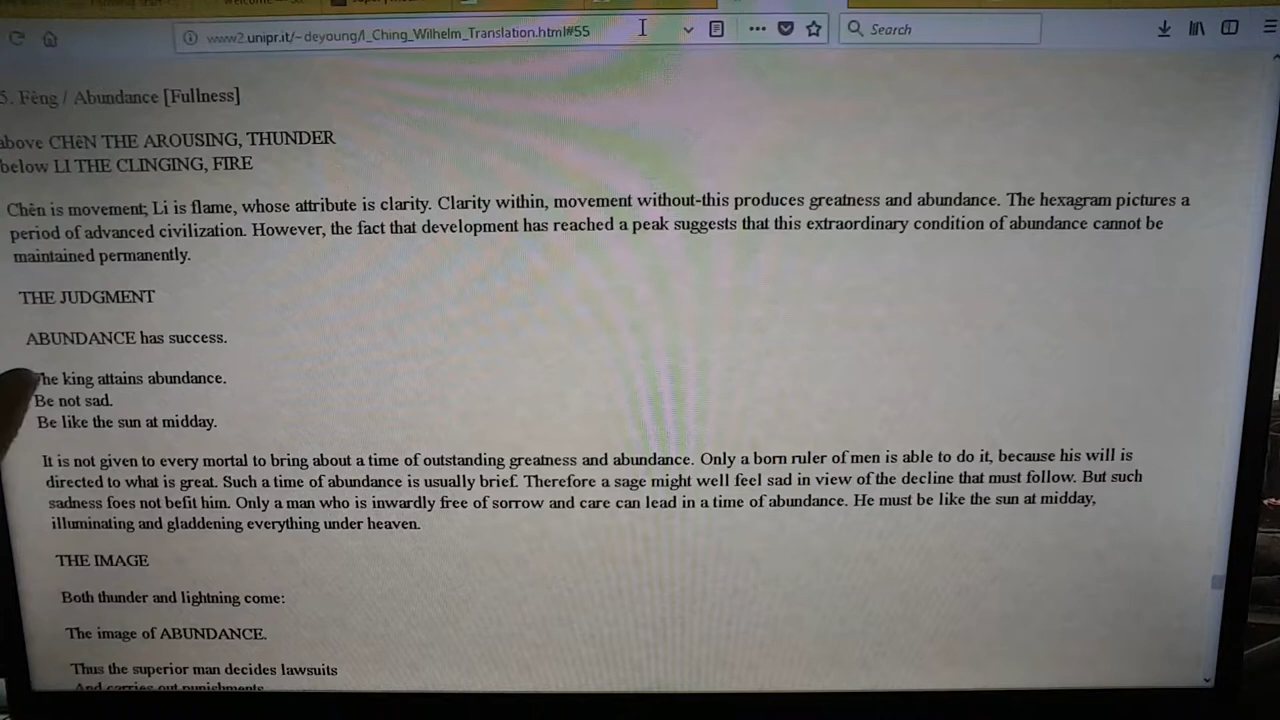 www2.unipr.it/~deyoung/I_Ching_Wilhelm_Translation.html#55
Search
5. Fêng / Abundance [Fullness]
above CHêN THE AROUSING, THUNDER
below LI THE CLINGING, FIRE
Chên is movement; Li is flame, whose attribute is clarity. Clarity within, movement without-this produces greatness and abundance. The hexagram pictures a
period of advanced civilization. However, the fact that development has reached a peak suggests that this extraordinary condition of abundance cannot be
maintained permanently.
THE JUDGMENT
ABUNDANCE has success.
The king attains abundance.
Be not sad.
Be like the sun at midday.
It is not given to every mortal to bring about a time of outstanding greatness and abundance. Only a born ruler of men is able to do it, because his will is
directed to what is great. Such a time of abundance is usually brief. Therefore a sage might well feel sad in view of the decline that must follow. But such
sadness foes not befit him. Only a man who is inwardly free of sorrow and care can lead in a time of abundance. He must be like the sun at midday,
illuminating and gladdening everything under heaven.
THE IMAGE
Both thunder and lightning come:
The image of ABUNDANCE.
Thus the superior man decides lawsuits
And carries out punishments